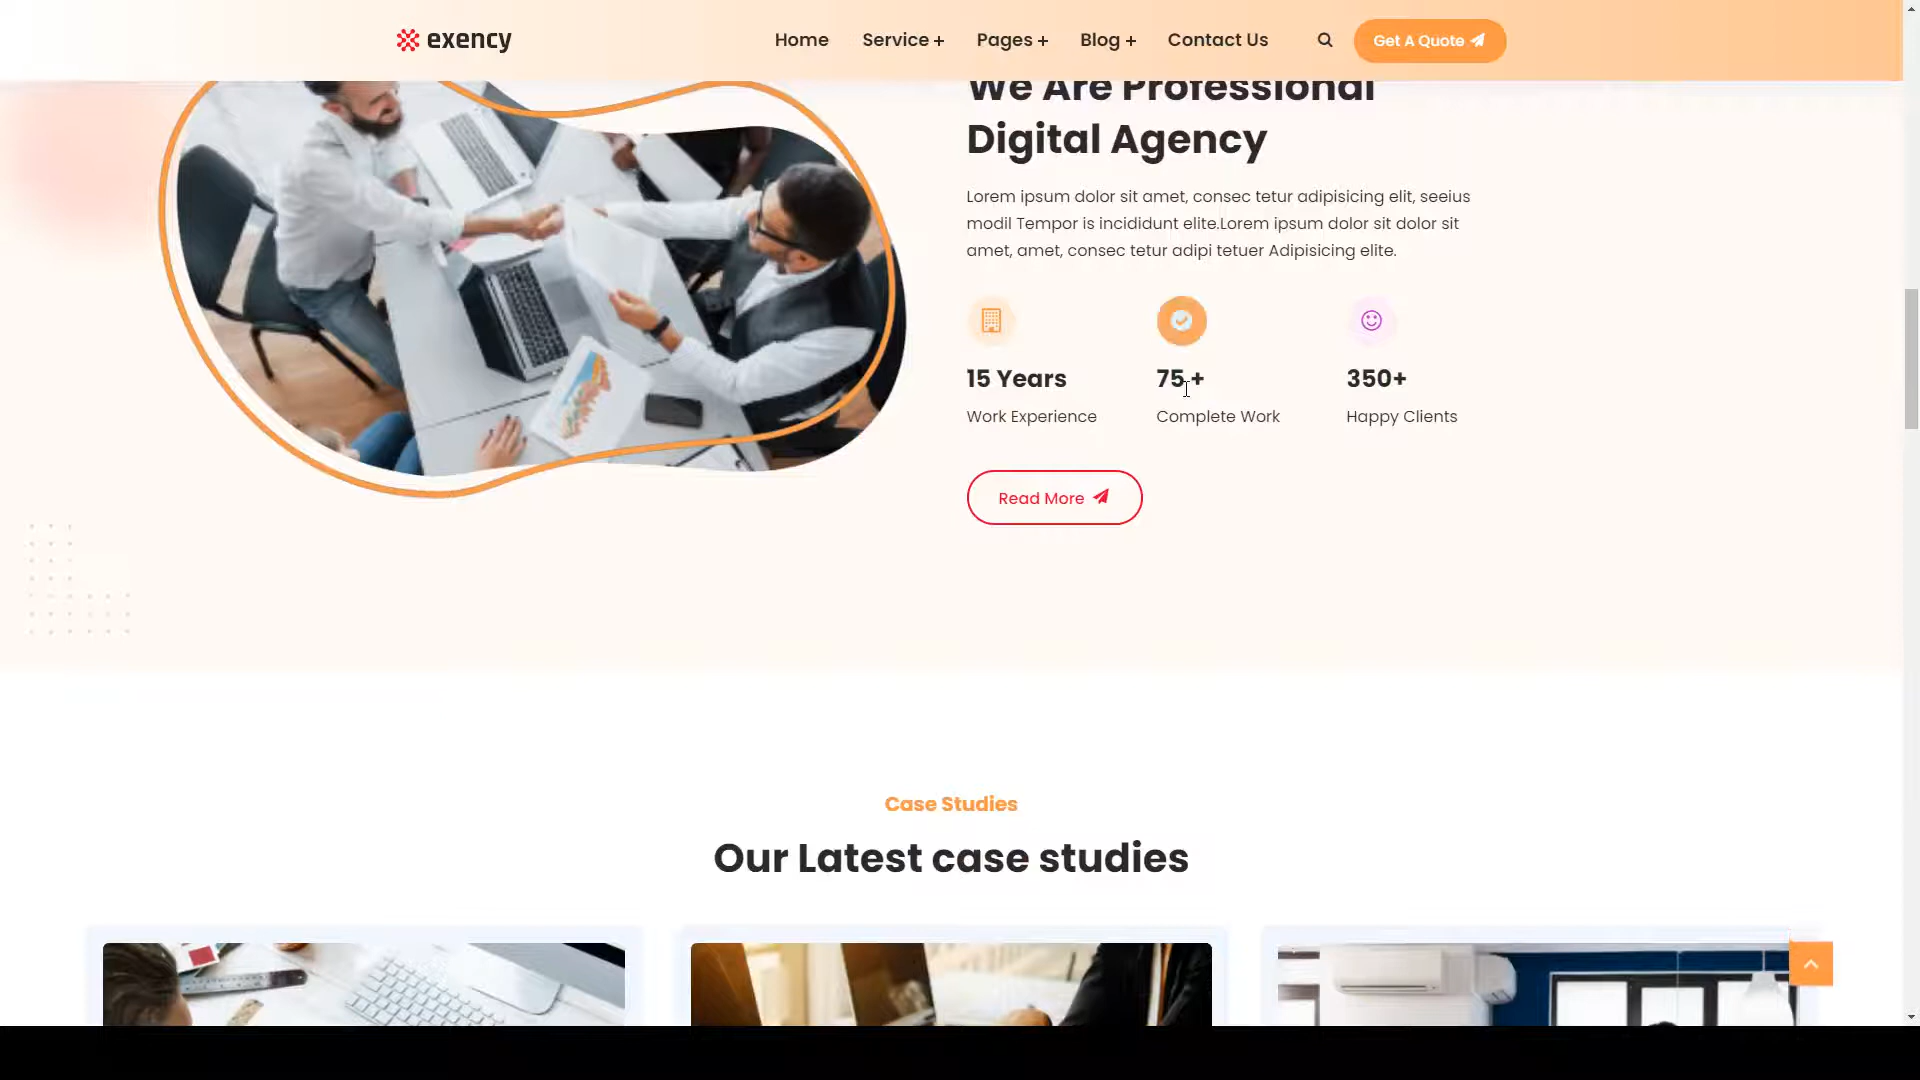 exency
Home
Service +
Pages +
Blog +
Contact Us
Get A Quote
We Are Professional
Digital Agency
Lorem ipsum dolor sit amet, consec tetur adipisicing elit, seeius
modil Tempor is incididunt elite.Lorem ipsum dolor sit dolor sit
amet, amet, consec tetur adipi tetuer Adipisicing elite.
15 Years
Work Experience
75 +
Complete Work
350+
Happy Clients
Read More
Case Studies
Our Latest case studies